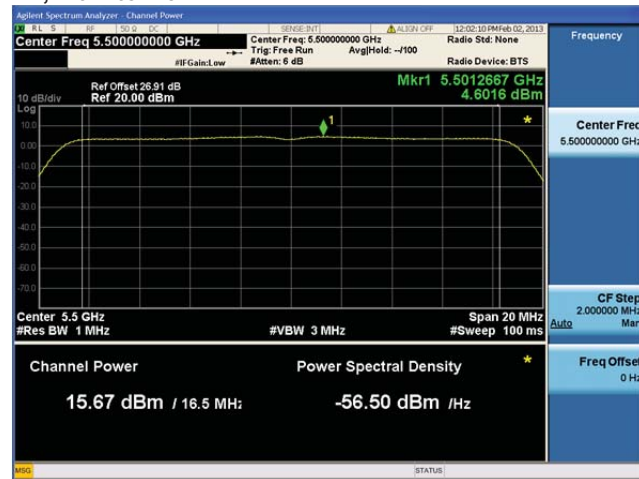 Agilent Spectrum Analyzer - Channel Power
RL S RF 50 Ω DC SENSE:INT ALIGN OFF 12:02:10 PM Feb 02, 2013
Center Freq 5.500000000 GHz
Center Freq: 5.500000000 GHz Radio Std: None
Trig: Free Run Avg|Hold: --/100
#IFGain:Low #Atten: 6 dB Radio Device: BTS
Frequency
Ref Offset 26.91 dB
Mkr1 5.5012667 GHz
10 dB/div Ref 20.00 dBm 4.6016 dBm
Log
10.0
0.00
-10.0
-20.0
-30.0
-40.0
-50.0
-60.0
-70.0
1
*
Center Freq
5.500000000 GHz
Center 5.5 GHz Span 20 MHz
#Res BW 1 MHz #VBW 3 MHz #Sweep 100 ms
CF Step
2.000000 MHz
Auto Man
Channel Power Power Spectral Density *
15.67 dBm / 16.5 MHz -56.50 dBm /Hz
Freq Offset
0 Hz
MSG STATUS